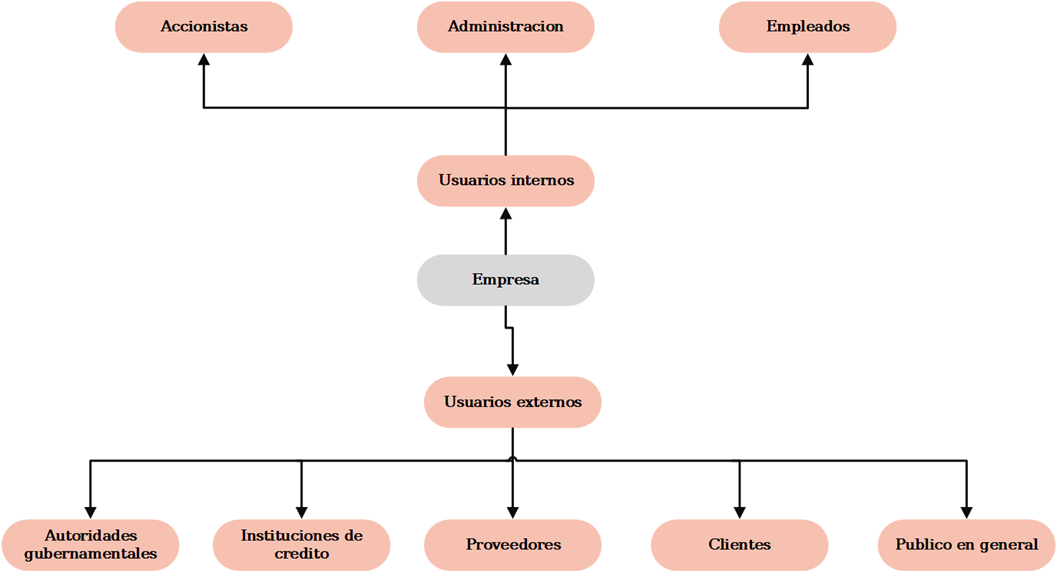 Accionistas
Administracion
Empleados
Usuarios internos
Empresa
Usuarios externos
Autoridades
gubernamentales
Instituciones de
credito
Proveedores
Clientes
Publico en general